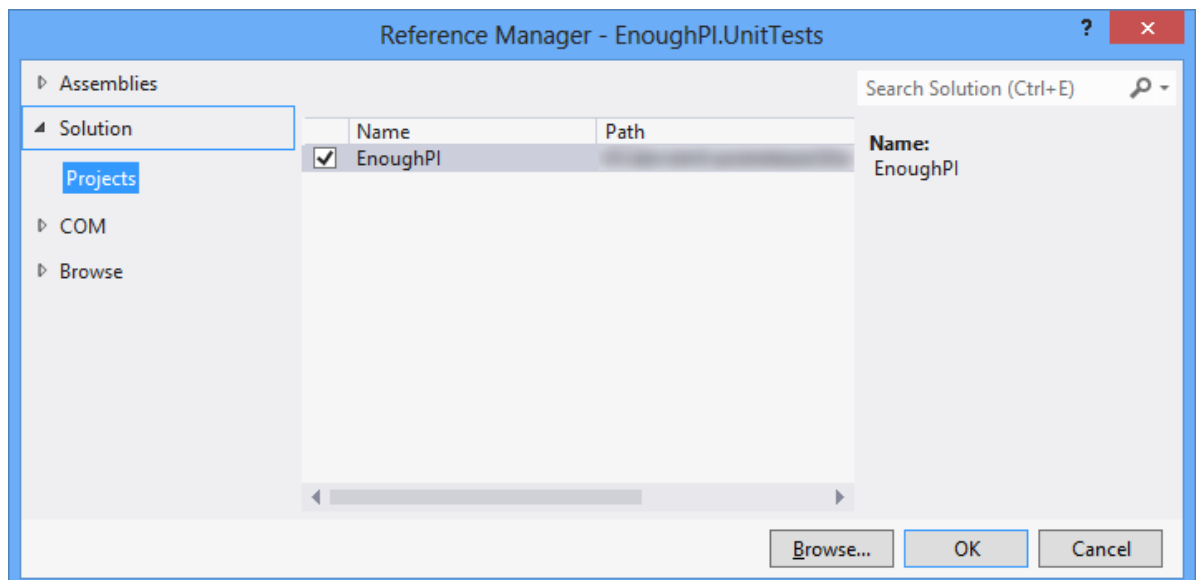 Reference Manager - EnoughPI.UnitTests
?
Assemblies
Search Solution (Ctrl+E)
Solution
Name Path
Name:
EnoughPI
EnoughPI
Projects
COM
Browse
Browse... OK Cancel